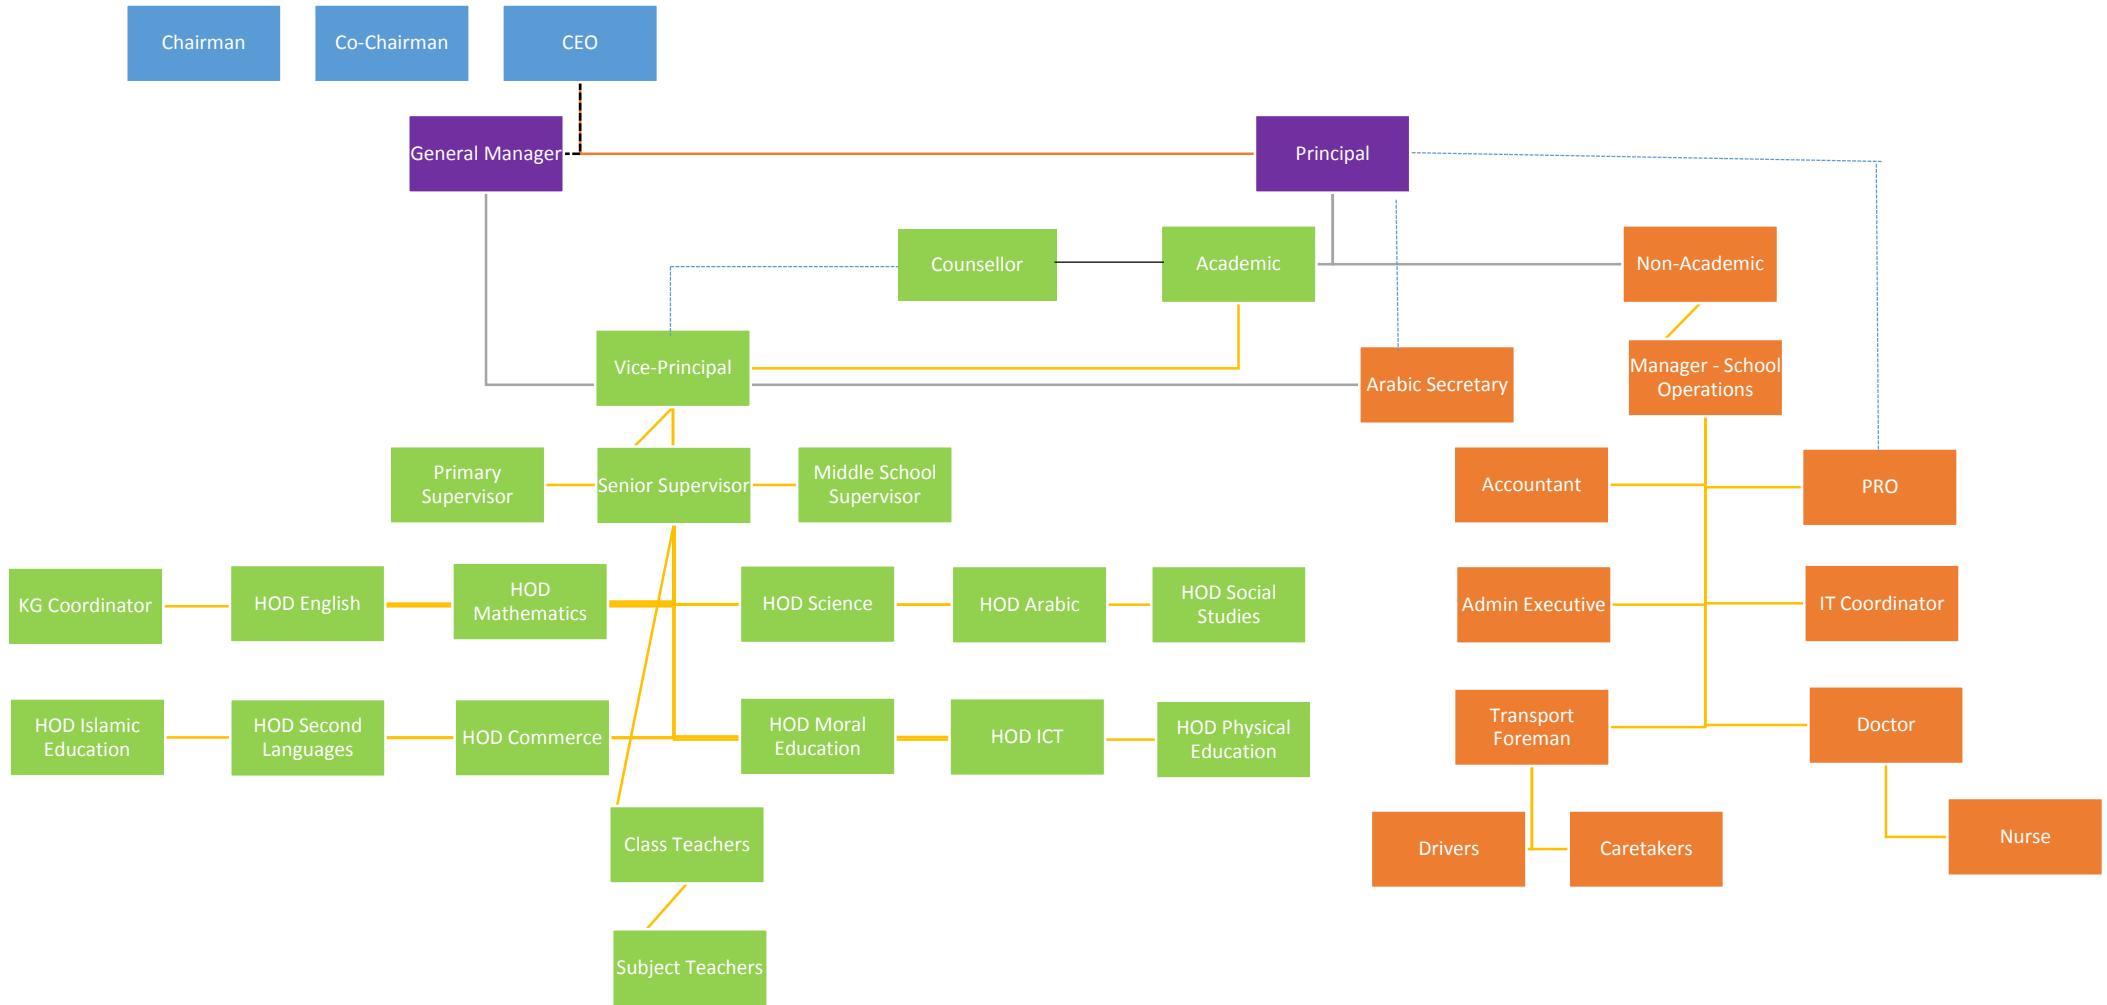 Chairman
Co-Chairman
CEO
General Manager
Principal
Counsellor
Academic
Non-Academic
Vice-Principal
Arabic Secretary
Manager - School
Operations
Primary
Supervisor
Senior Supervisor
Middle School
Supervisor
Accountant
PRO
KG Coordinator
HOD English
HOD
Mathematics
HOD Science
HOD Arabic
HOD Social
Studies
Admin Executive
IT Coordinator
HOD Islamic
Education
HOD Second
Languages
HOD Commerce
HOD Moral
Education
HOD ICT
HOD Physical
Education
Transport
Foreman
Doctor
Class Teachers
Drivers
Caretakers
Nurse
Subject Teachers